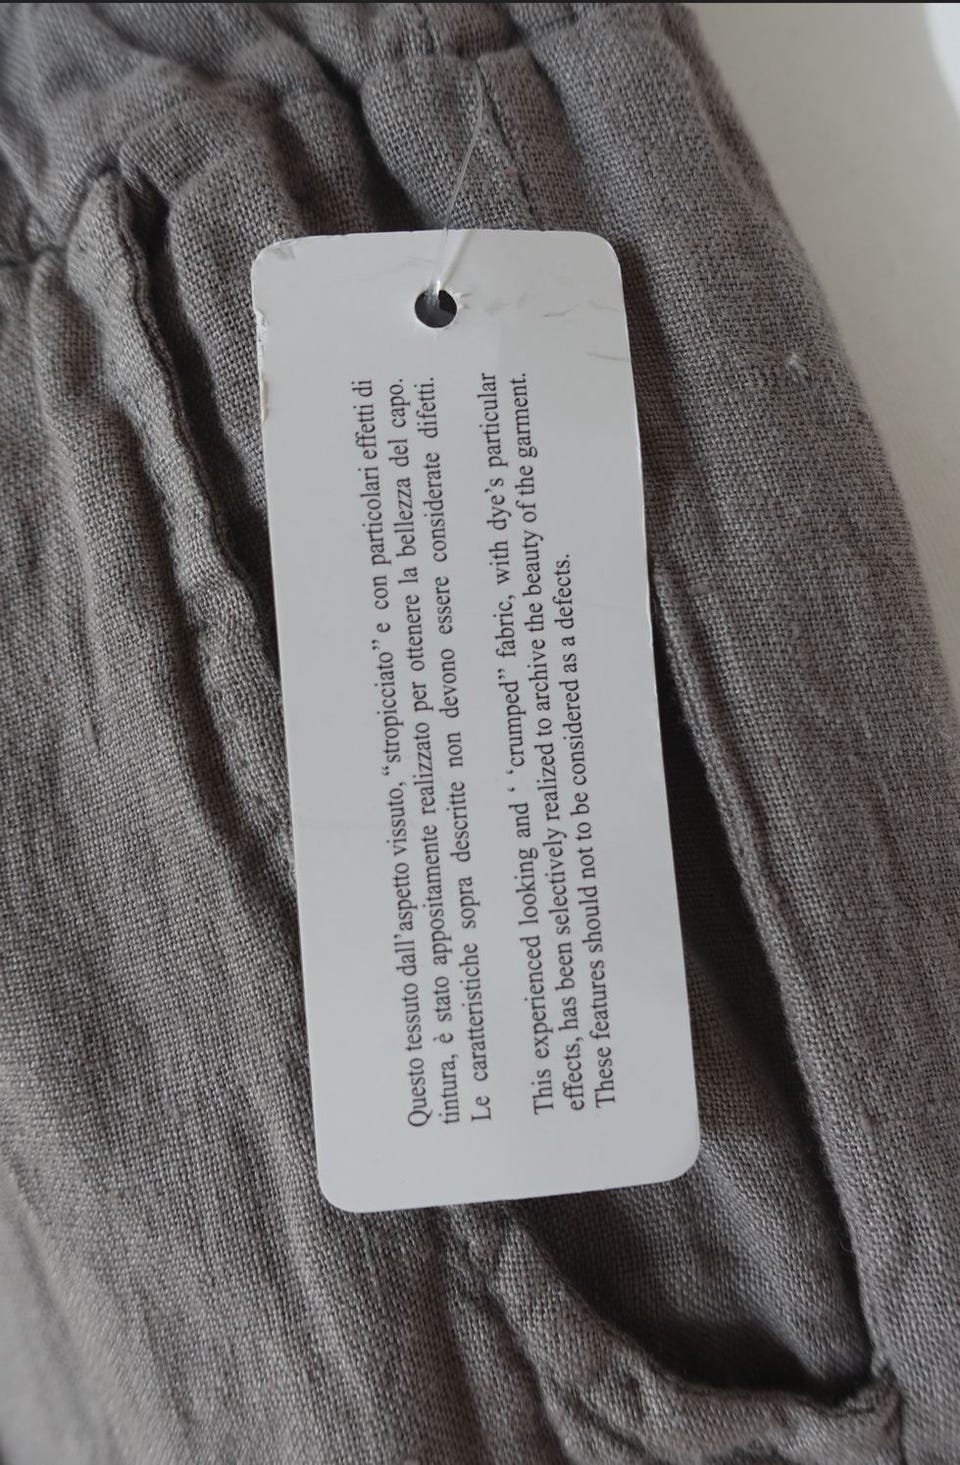 Questo tessuto dall'aspetto vissuto, “stropicciato” e con particolari effetti di
tintura, è stato appositamente realizzato per ottenere la bellezza del capo.
Le caratteristiche sopra descritte non devono essere considerate difetti.
This experienced looking and ‘ ‘crumped” fabric, with dye’s particular
effects, has been selectively realized to archive the beauty of the garment.
These features should not to be considered as a defects.